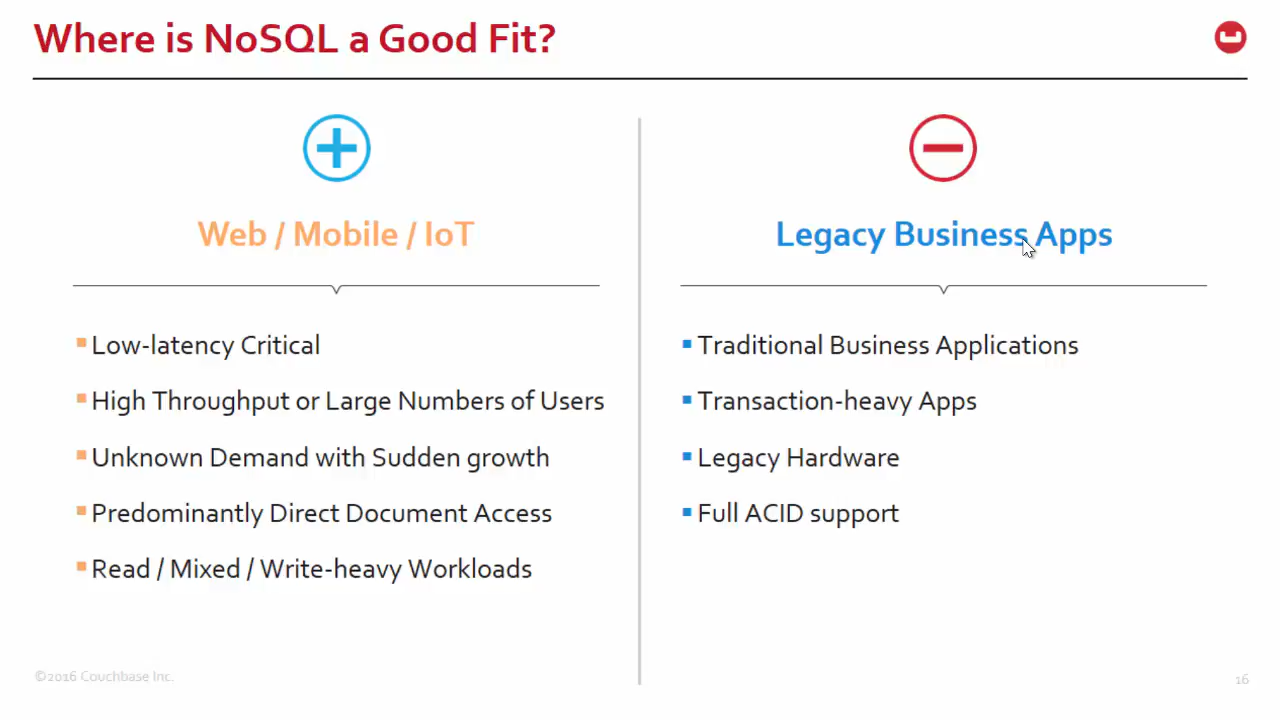 Where is NoSQL a Good Fit?
Web / Mobile / IoT
Low-latency Critical
High Throughput or Large Numbers of Users
Unknown Demand with Sudden growth
Predominantly Direct Document Access
Read / Mixed / Write-heavy Workloads
Legacy Business Apps
Traditional Business Applications
Transaction-heavy Apps
Legacy Hardware
Full ACID support
©2016 Couchbase Inc.
16